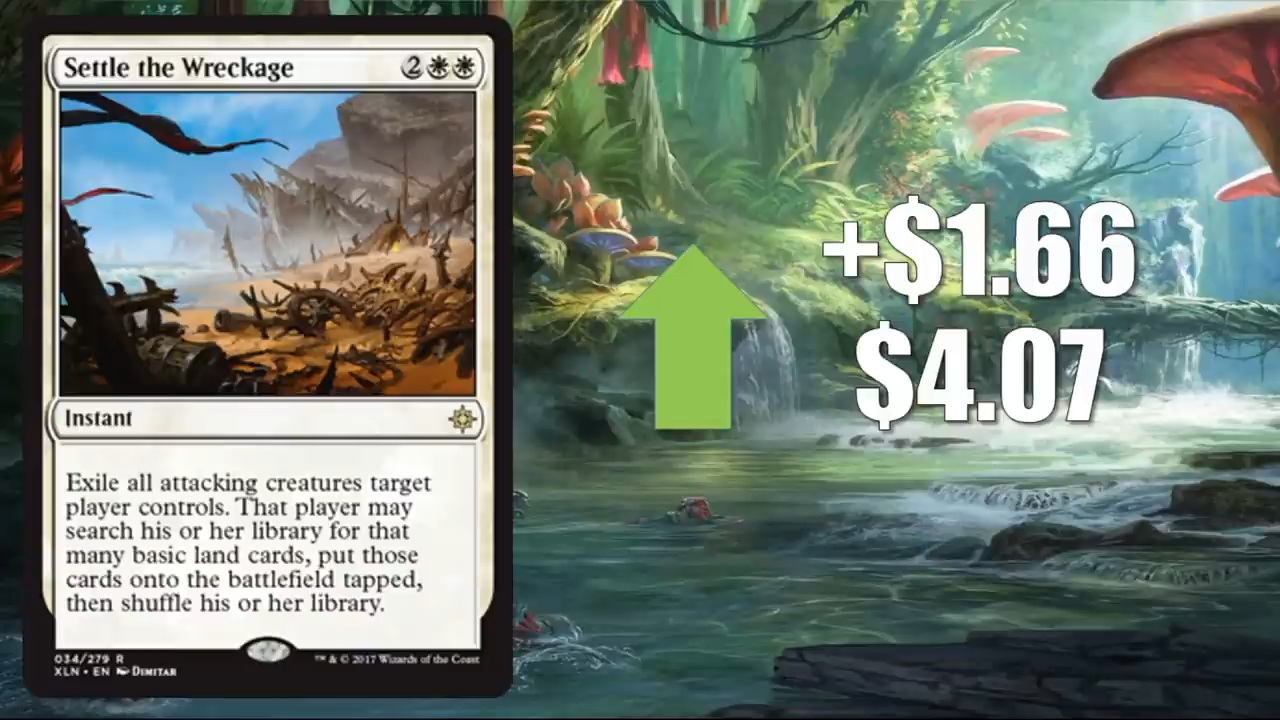 Settle the Wreckage 2
Instant
Exile all attacking creatures target
player controls. That player may
search his or her library for that
many basic land cards, put those
cards onto the battlefield tapped,
then shuffle his or her library.
034/279 R
XLN • EN DIMITAR
™ & © 2017 Wizards of the Coast
+$1.66
$4.07